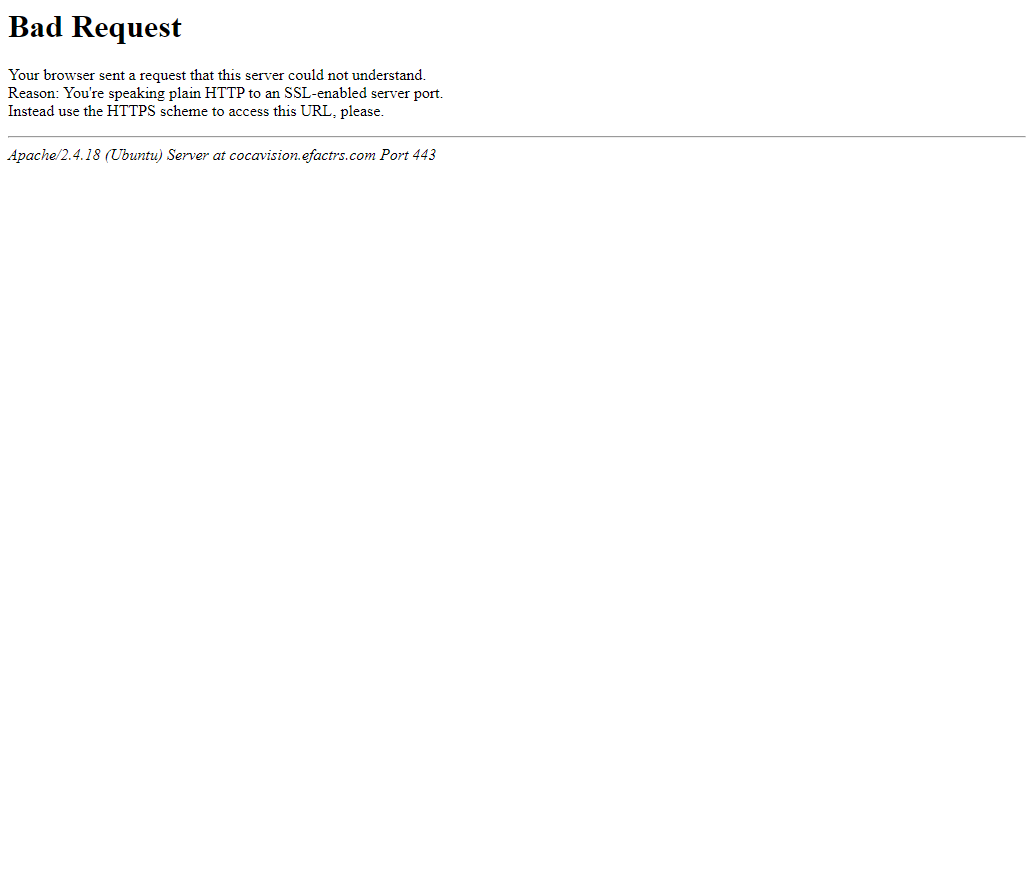 Bad Request
Your browser sent a request that this server could not understand.
Reason: You're speaking plain HTTP to an SSL-enabled server port.
Instead use the HTTPS scheme to access this URL, please.
Apache/2.4.18 (Ubuntu) Server at cocavision.efactrs.com Port 443